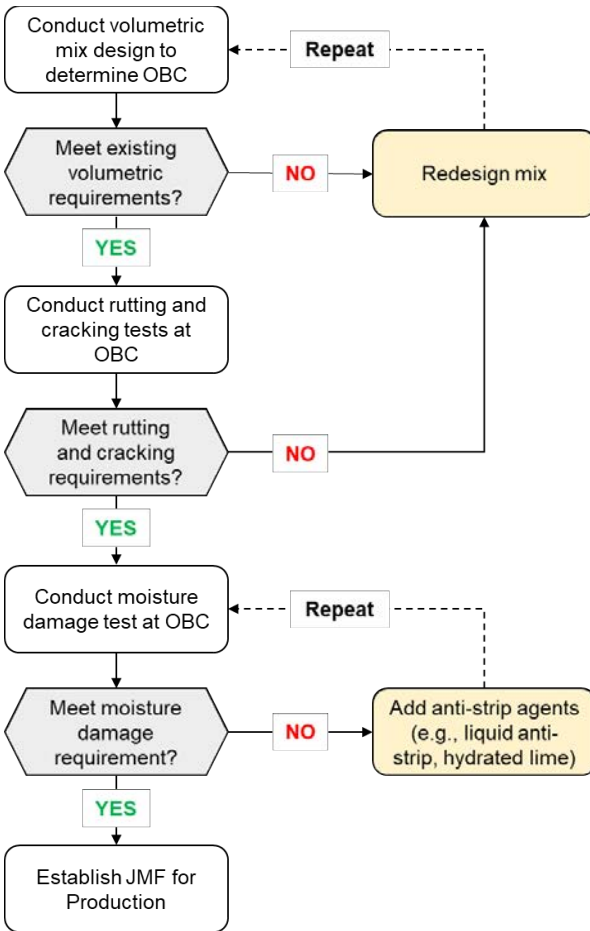 Conduct volumetric
mix design to
determine OBC
Repeat
Meet existing
volumetric
requirements?
NO
Redesign mix
YES
Conduct rutting and
cracking tests at
OBC
Meet rutting
and cracking
requirements?
NO
YES
Conduct moisture
damage test at OBC
Repeat
Meet moisture
damage
requirement?
NO
Add anti-strip agents
(e.g., liquid anti-
strip, hydrated lime)
YES
Establish JMF for
Production